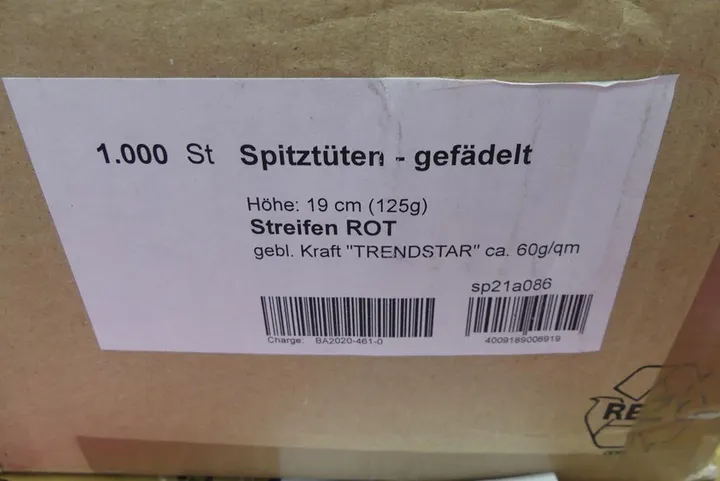 1.000 St Spitztüten - gefädelt
Höhe: 19 cm (125g)
Streifen ROT
gebl. Kraft "TRENDSTAR" ca. 60g/qm
sp21a086
Charge: BA2020-461-0
4009189006919
RE